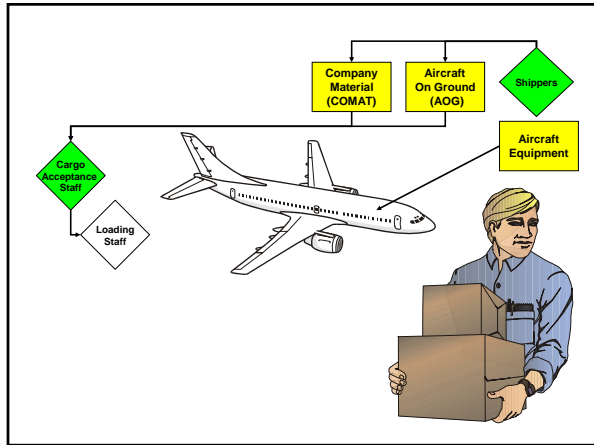 Company
Material
(COMAT)
Aircraft
On Ground
(AOG)
Shippers
Aircraft
Equipment
Cargo
Acceptance
Staff
Loading
Staff